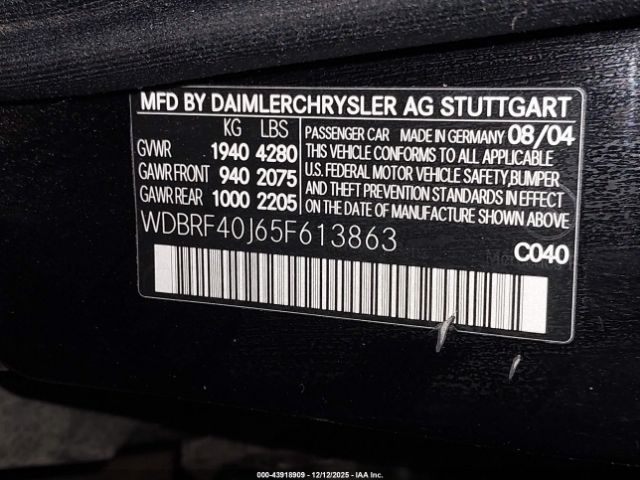 MFD BY DAIMLERCHRYSLER AG STUTTGART
KG LBS
GVWR 1940 4280
GAWR FRONT 940 2075
GAWR REAR 1000 2205
PASSENGER CAR MADE IN GERMANY 08/04
THIS VEHICLE CONFORMS TO ALL APPLICABLE
U.S. FEDERAL MOTOR VEHICLE SAFETY,BUMPER
AND THEFT PREVENTION STANDARDS IN EFFECT
ON THE DATE OF MANUFACTURE SHOWN ABOVE.
WDBRF40J65F613863
C040
000-43918909 • 12/12/2025 • IAA Inc.